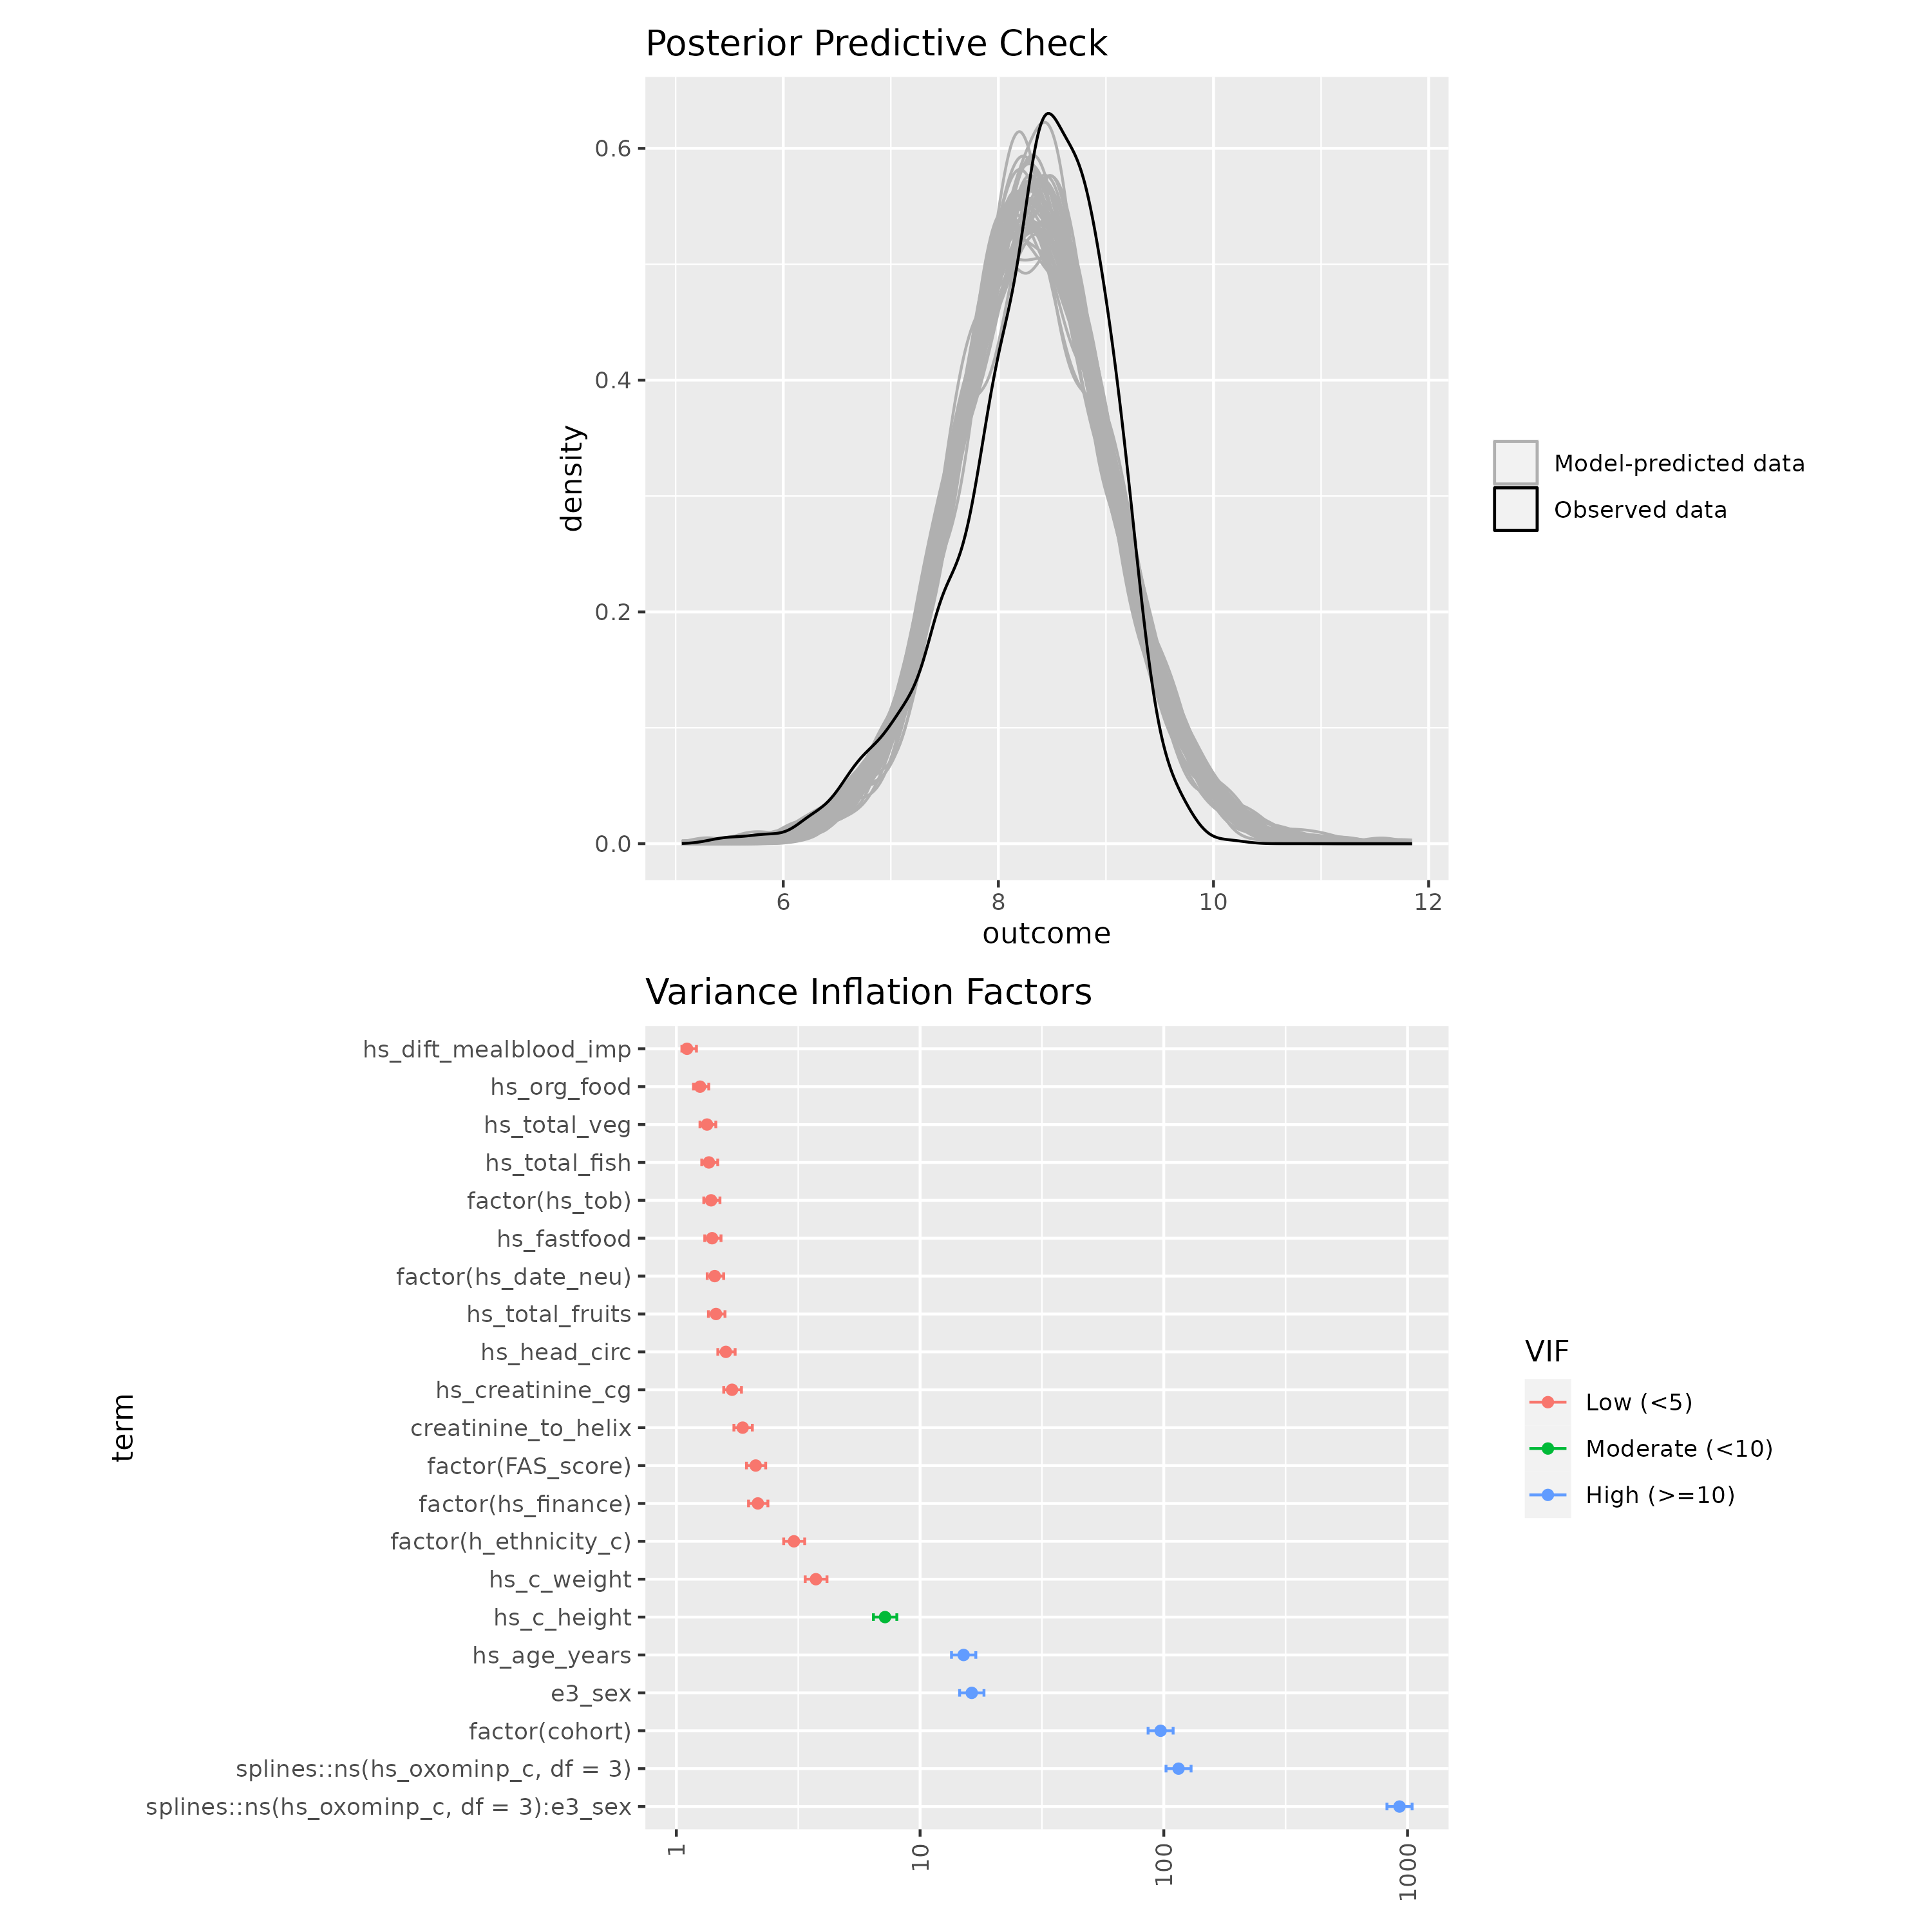 Posterior Predictive Check
0.6
0.4
0.2
0.0
density
6
8
10
12
outcome
Model-predicted data
Observed data
Variance Inflation Factors
hs_dift_mealblood_imp
hs_org_food
hs_total_veg
hs_total_fish
factor(hs_tob)
hs_fastfood
factor(hs_date_neu)
hs_total_fruits
hs_head_circ
hs_creatinine_cg
creatinine_to_helix
factor(FAS_score)
factor(hs_finance)
factor(h_ethnicity_c)
hs_c_weight
hs_c_height
hs_age_years
e3_sex
factor(cohort)
splines::ns(hs_oxominp_c, df = 3)
splines::ns(hs_oxominp_c, df = 3):e3_sex
term
1
10
100
1000
VIF
Low (<5)
Moderate (<10)
High (>=10)